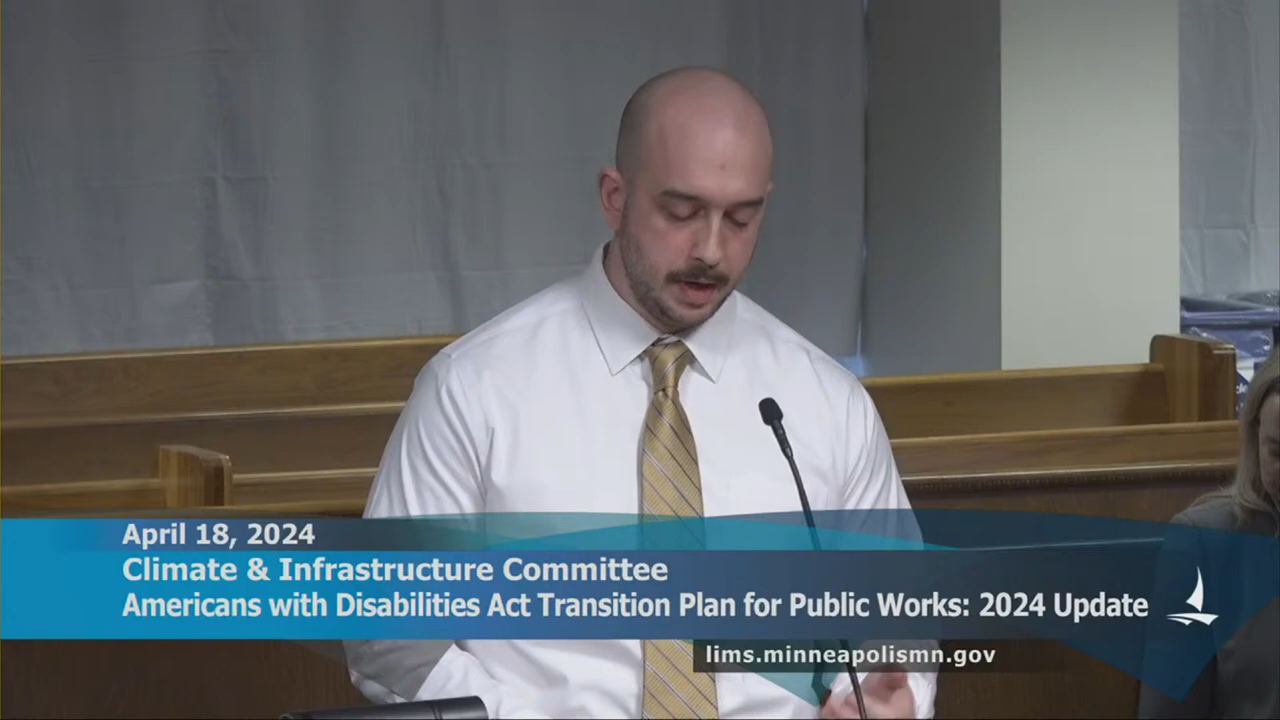 April 18, 2024
Climate & Infrastructure Committee
Americans with Disabilities Act Transition Plan for Public Works: 2024 Update
lims.minneapolismn.gov